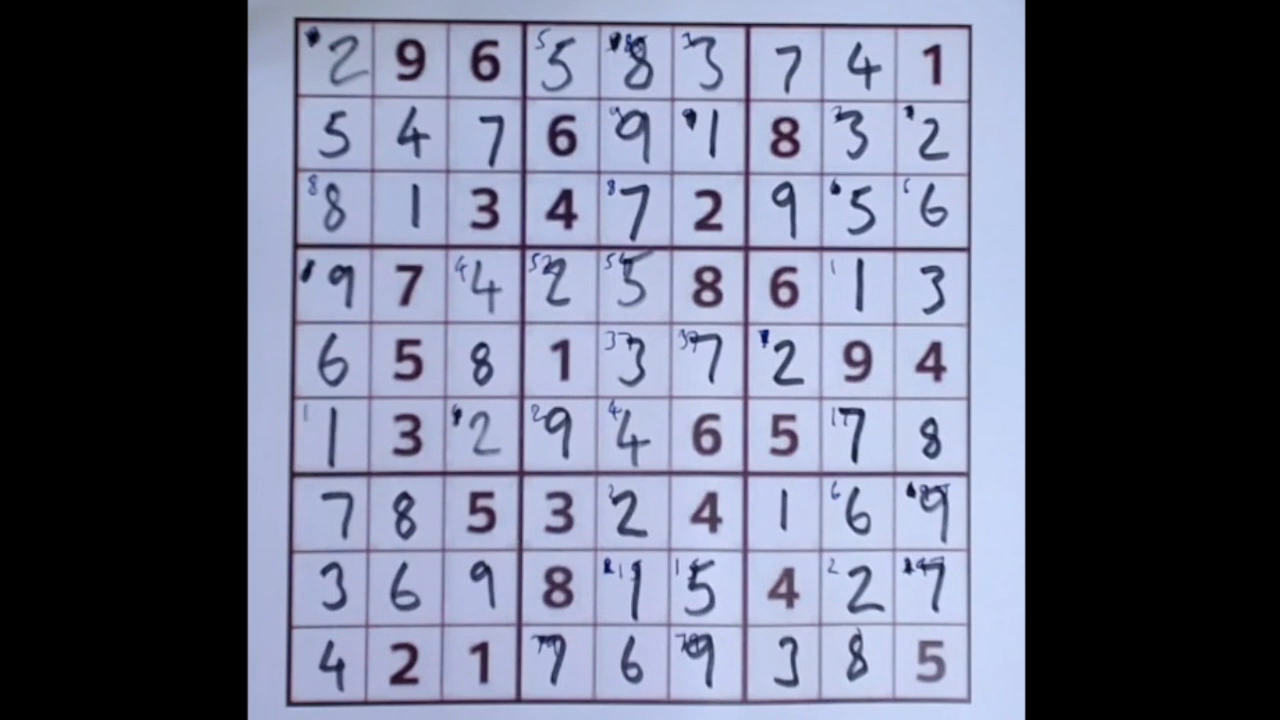 2 9 6 5 8 3 7 4 1
5 4 7 6 9 1 8 3 2
8 1 3 4 7 2 9 5 6
9 7 4 2 5 8 6 1 3
6 5 8 1 3 7 2 9 4
1 3 2 9 4 6 5 7 8
7 8 5 3 2 4 1 6 9
3 6 9 8 1 5 4 2 7
4 2 1 7 6 9 3 8 5